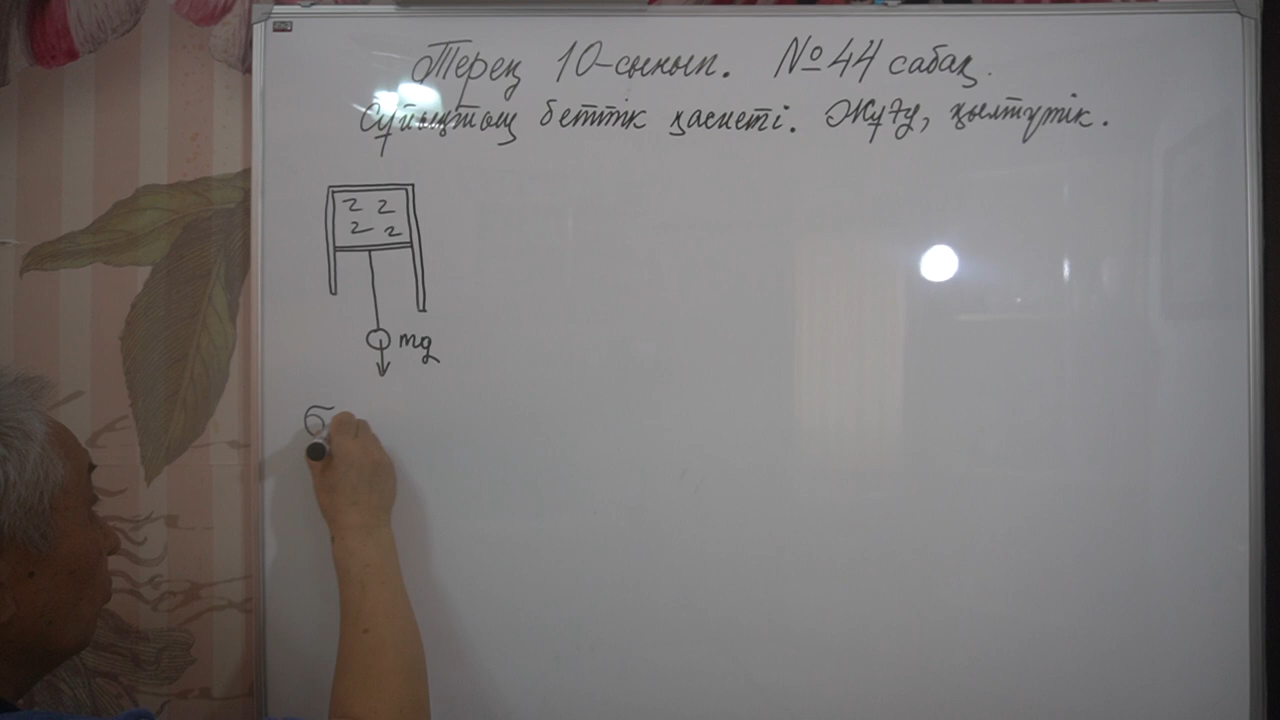 Терең 10-сынып. №44 сабақ.
Сұйықтың беттік қасиеті. Жұғу, қылтүтік.
mg
σ